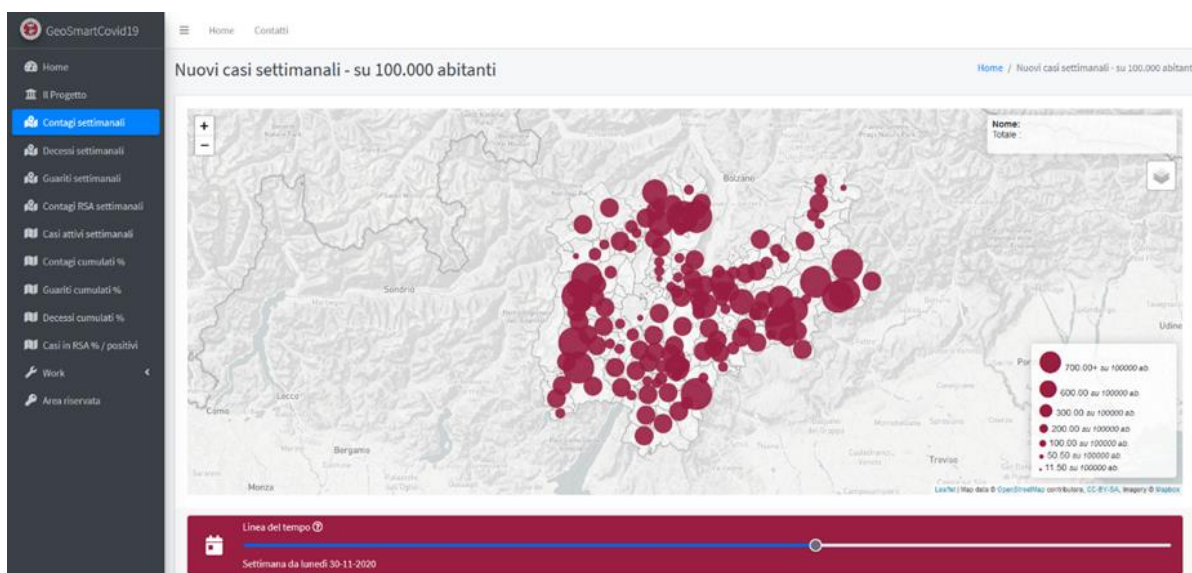 GeoSmartCovid19
Home
Contatti
Home
Il Progetto
Contagi settimanali
Decessi settimanali
Guariti settimanali
Contagi RSA settimanali
Casi attivi settimanali
Contagi cumulati %
Guariti cumulati %
Decessi cumulati %
Casi in RSA % / positivi
Work
Area riservata
Nuovi casi settimanali - su 100.000 abitanti
Home / Nuovi casi settimanali - su 100.000 abitant
+
−
Nome:
Totale :
Bolzano
Sondrio
Udine
Lecco
Como
Bergamo
Treviso
Monza
700.00+ su 100000 ab.
600.00 su 100000 ab.
300.00 su 100000 ab.
200.00 su 100000 ab.
100.00 su 100000 ab.
50.50 su 100000 ab.
11.50 su 100000 ab.
Leaflet | Map data © OpenStreetMap contributors, CC-BY-SA, Imagery © Mapbox
Linea del tempo
Settimana da lunedì 30-11-2020